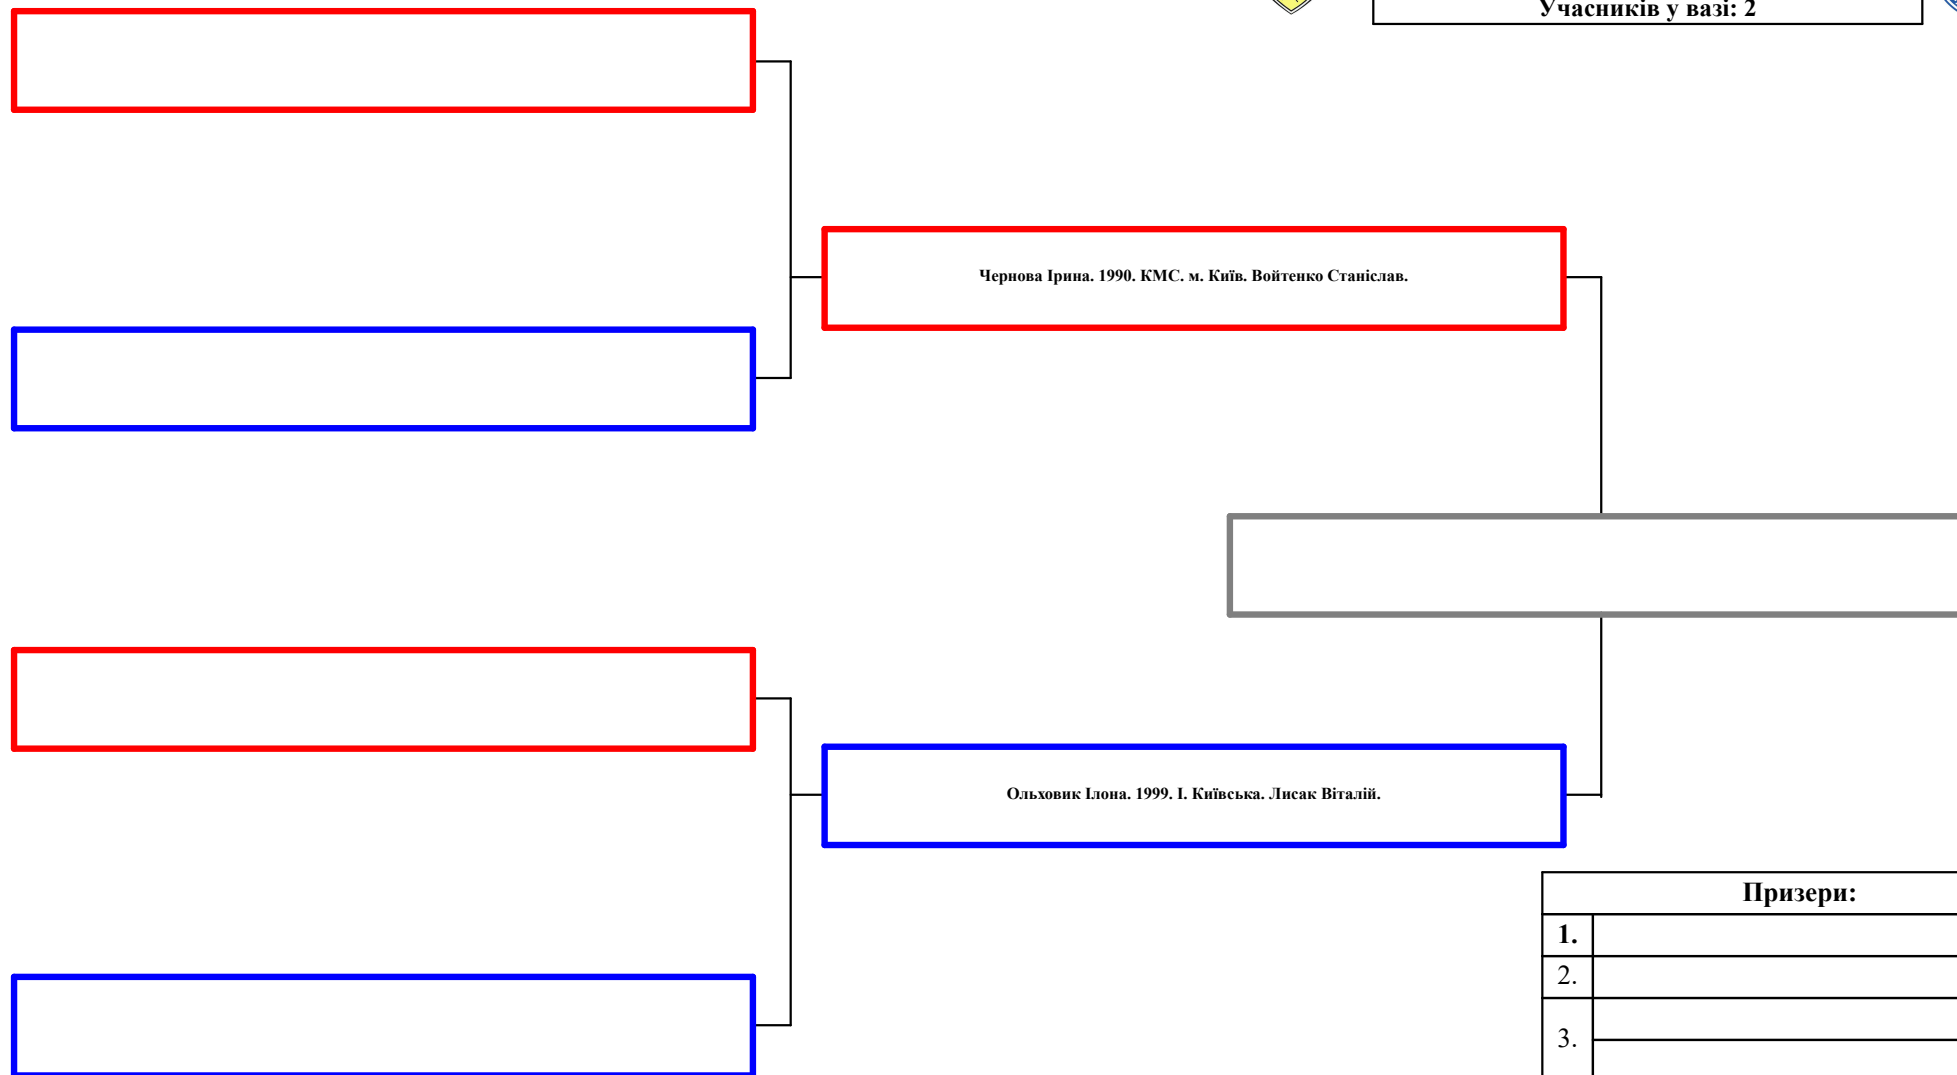 Учасників у вазі: 2
Чернова Ірина. 1990. КМС. м. Київ. Войтенко Станіслав.
Ольховик Ілона. 1999. І. Київська. Лисак Віталій.
Призери:
1.
2.
3.